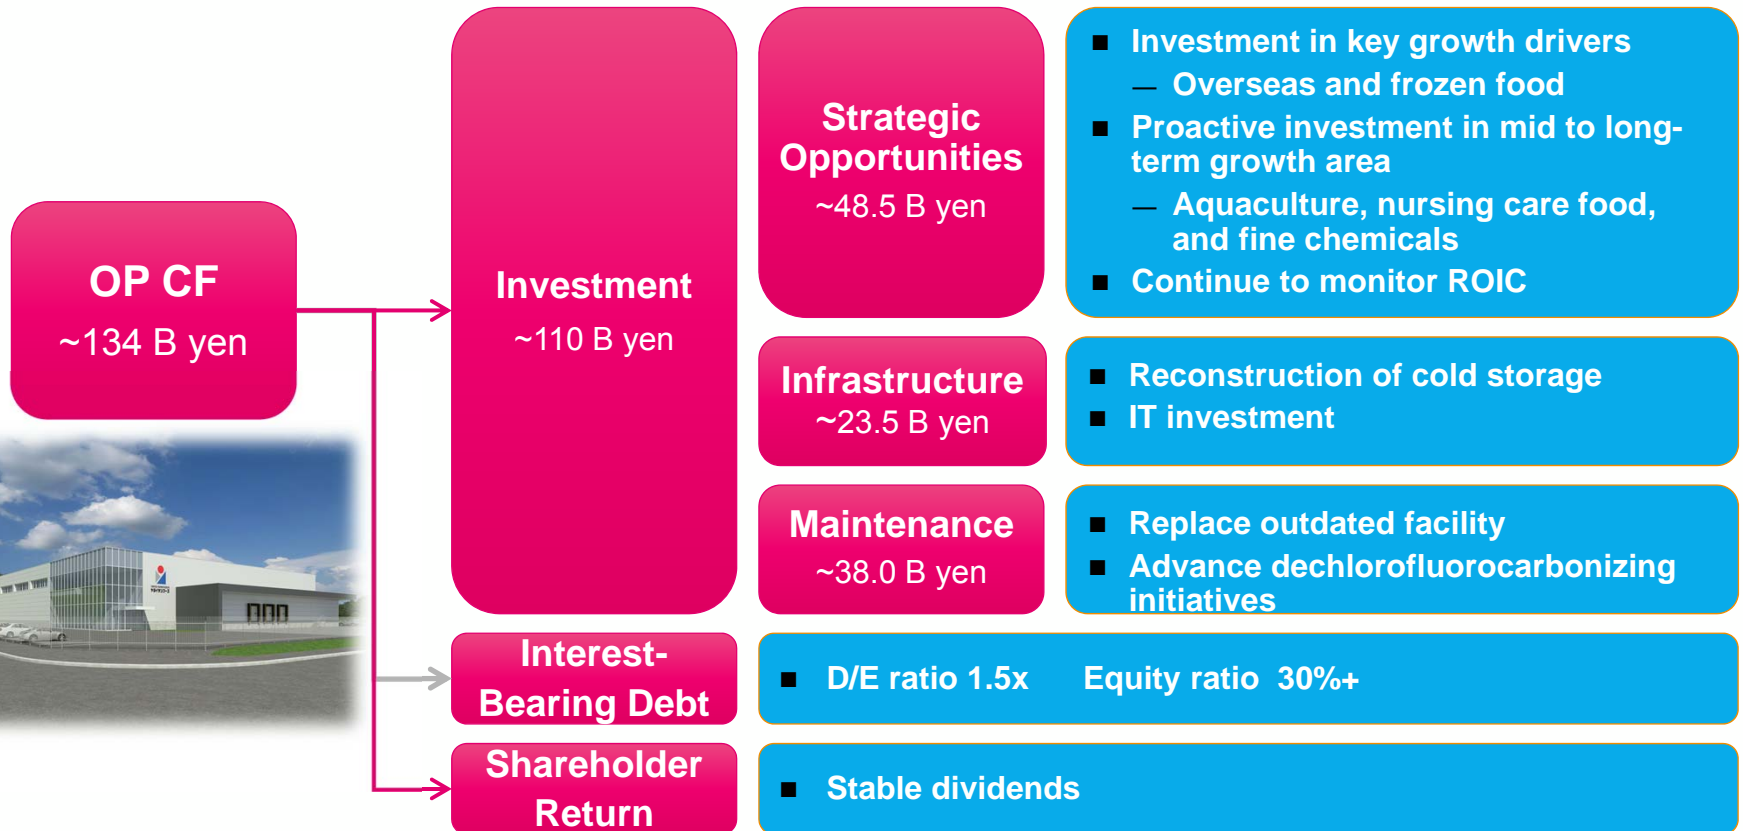 OP CF
~134 B yen
Investment
~110 B yen
Strategic
Opportunities
~48.5 B yen
■ Investment in key growth drivers
— Overseas and frozen food
■ Proactive investment in mid to long-
term growth area
— Aquaculture, nursing care food,
and fine chemicals
■ Continue to monitor ROIC
Infrastructure
~23.5 B yen
■ Reconstruction of cold storage
■ IT investment
Maintenance
~38.0 B yen
■ Replace outdated facility
■ Advance dechlorofluorocarbonizing
initiatives
Interest-
Bearing Debt
■ D/E ratio 1.5x Equity ratio 30%+
Shareholder
Return
■ Stable dividends